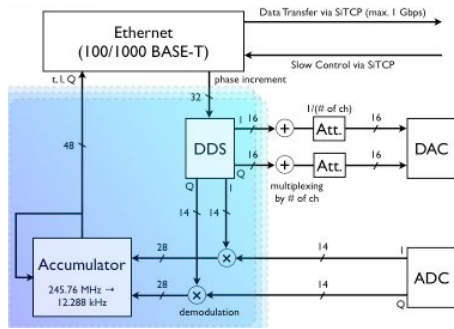 Data Transfer via SiTCP (max. 1 Gbps)
Ethernet
(100/1000 BASE-T)
Slow Control via SiTCP
t, I, Q
phase increment
32
1/(# of ch)
I
16
16
DDS
Att.
DAC
48
16
16
Q
Att.
multiplexing
by # of ch
Q
I
14
14
28
14
I
Accumulator
245.76 MHz →
12.288 kHz
ADC
28
14
Q
demodulation